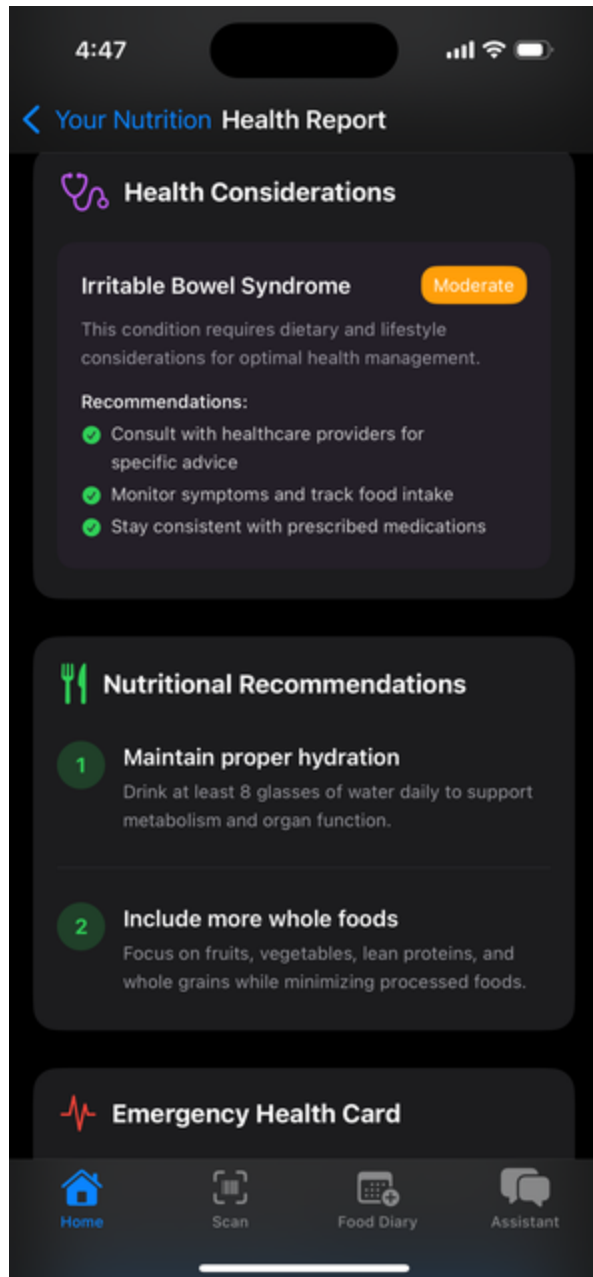 4:47
Your Nutrition Health Report
Health Considerations
Irritable Bowel Syndrome
Moderate
This condition requires dietary and lifestyle
considerations for optimal health management.
Recommendations:
Consult with healthcare providers for
specific advice
Monitor symptoms and track food intake
Stay consistent with prescribed medications
Nutritional Recommendations
1
Maintain proper hydration
Drink at least 8 glasses of water daily to support
metabolism and organ function.
2
Include more whole foods
Focus on fruits, vegetables, lean proteins, and
whole grains while minimizing processed foods.
Emergency Health Card
Home
Scan
Food Diary
Assistant